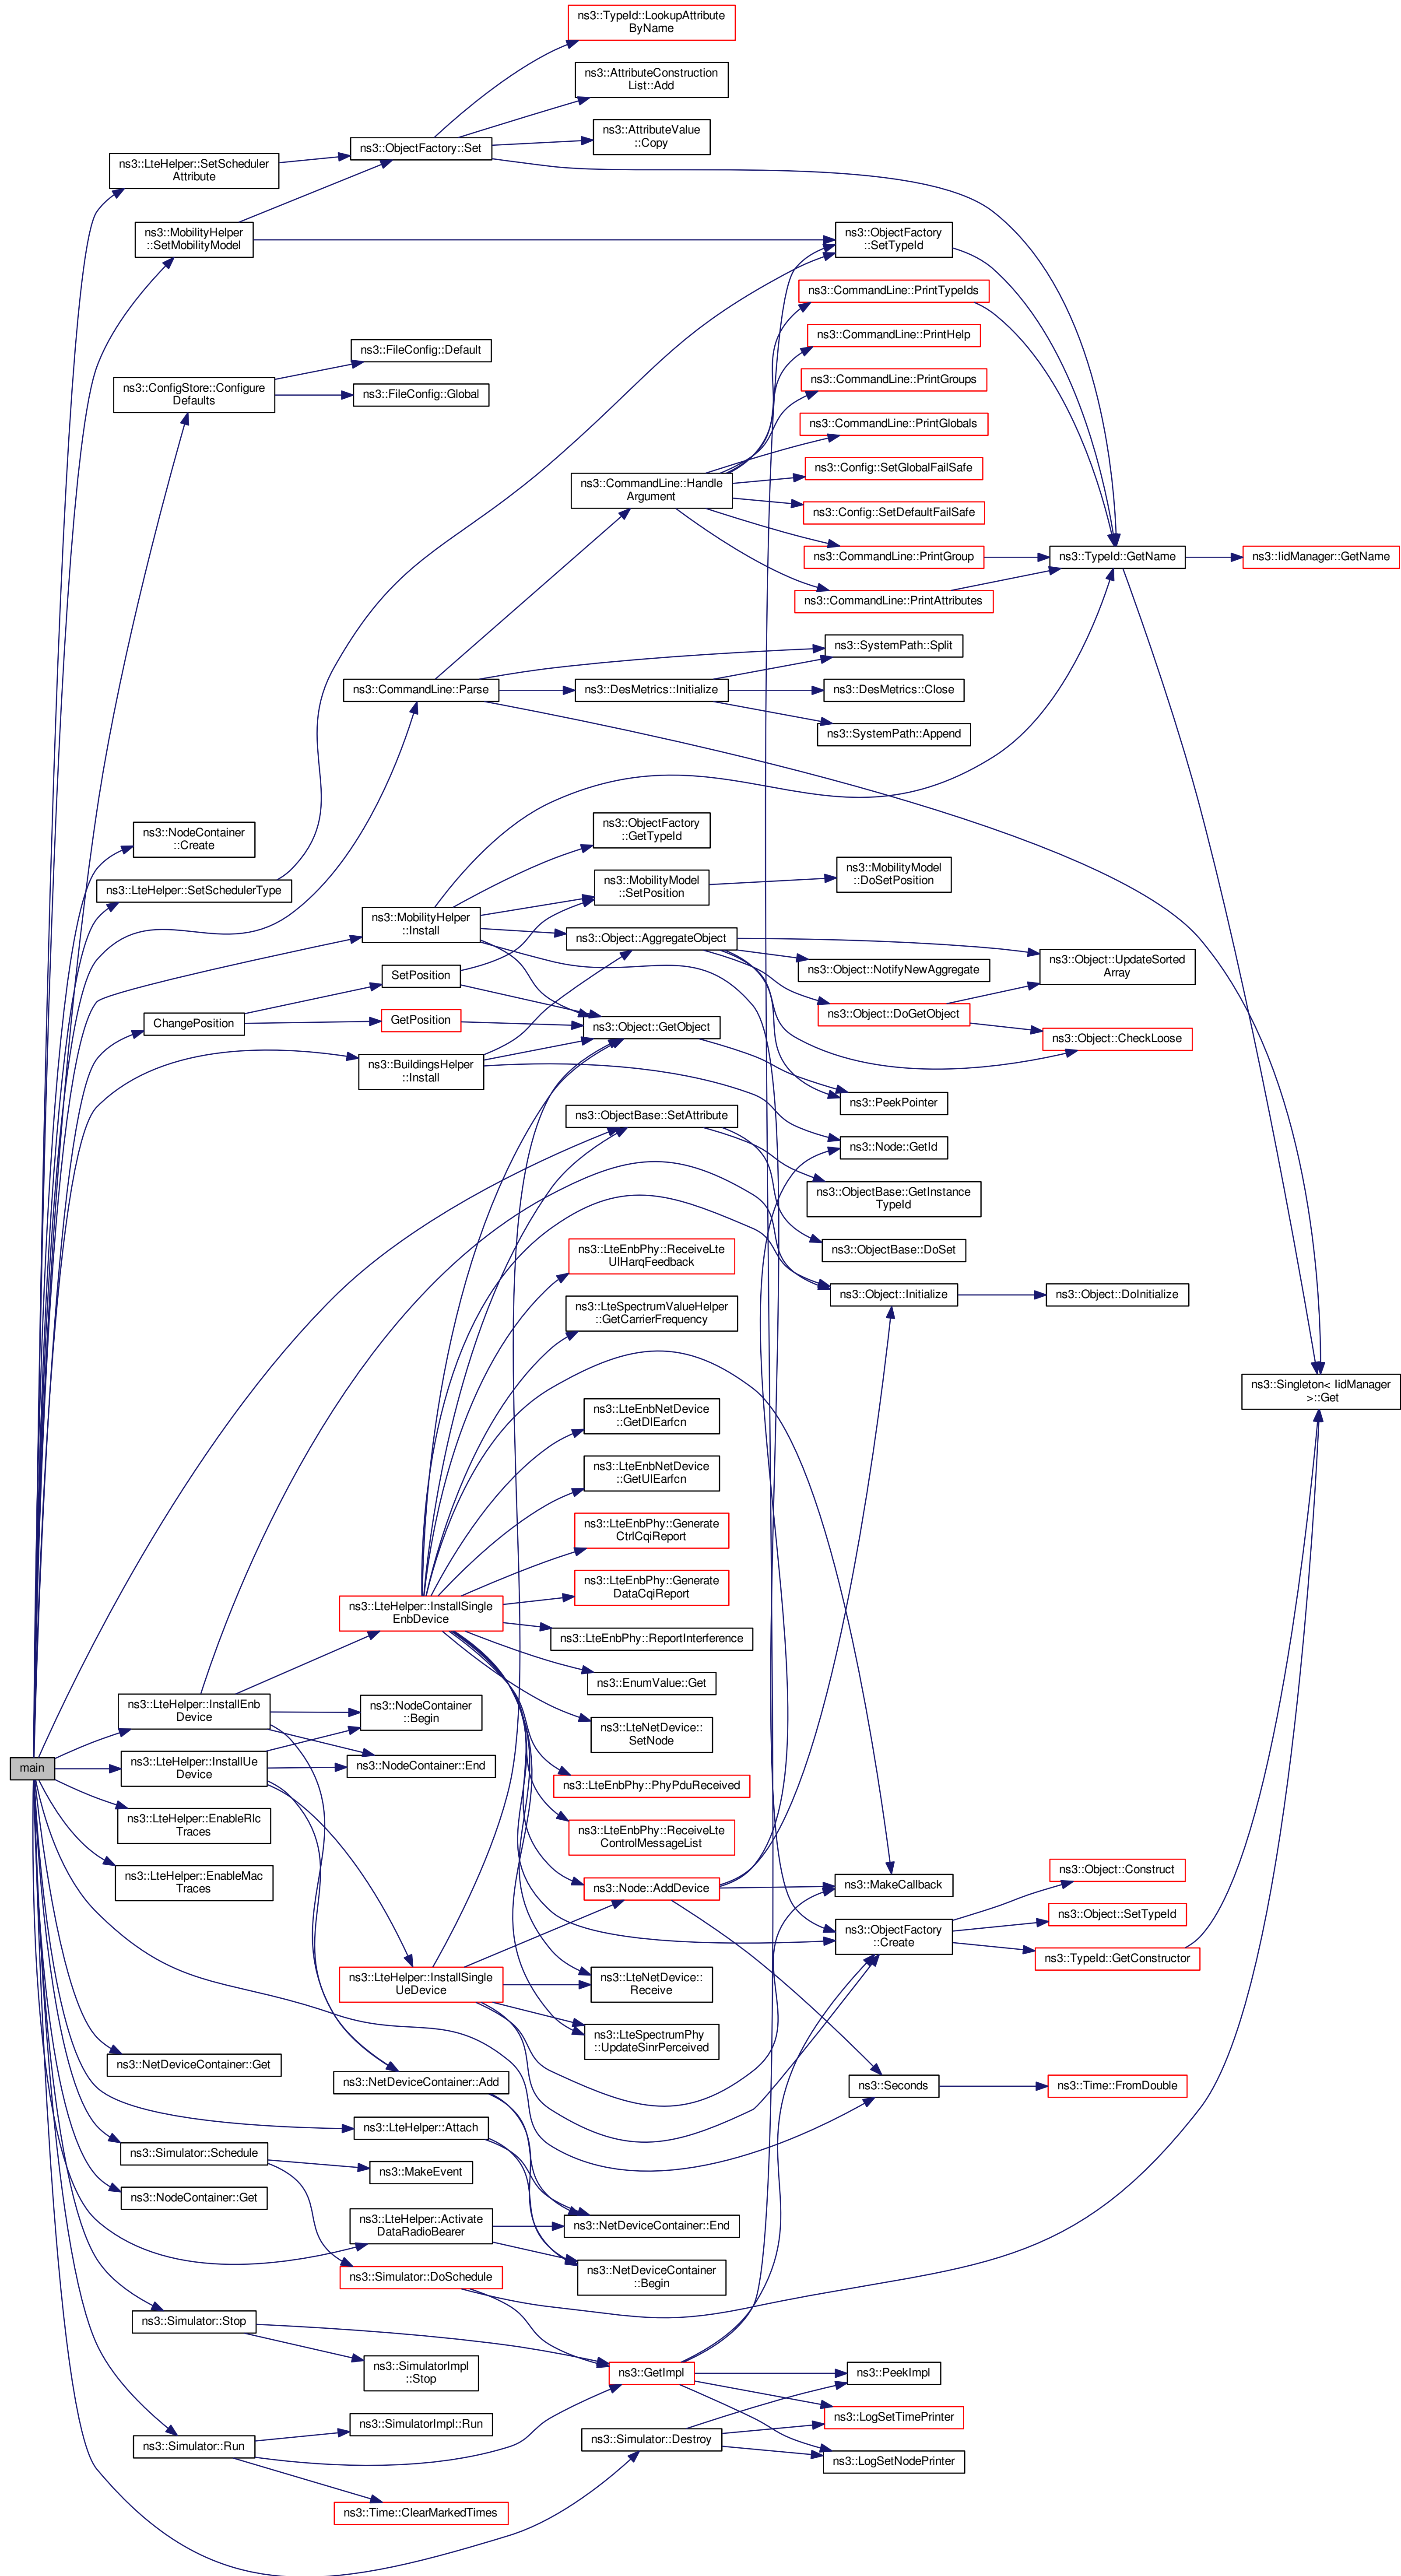 ns3::TypeId::LookupAttribute
ByName
ns3::AttributeConstruction
List::Add
ns3::AttributeValue
::Copy
ns3::ObjectFactory::Set
ns3::LteHelper::SetScheduler
Attribute
ns3::MobilityHelper
::SetMobilityModel
ns3::ObjectFactory
::SetTypeId
ns3::CommandLine::PrintTypeIds
ns3::CommandLine::PrintHelp
ns3::FileConfig::Default
ns3::CommandLine::PrintGroups
ns3::ConfigStore::Configure
Defaults
ns3::FileConfig::Global
ns3::CommandLine::PrintGlobals
ns3::Config::SetGlobalFailSafe
ns3::CommandLine::Handle
Argument
ns3::Config::SetDefaultFailSafe
ns3::CommandLine::PrintGroup
ns3::TypeId::GetName
ns3::IidManager::GetName
ns3::CommandLine::PrintAttributes
ns3::SystemPath::Split
ns3::CommandLine::Parse
ns3::DesMetrics::Initialize
ns3::DesMetrics::Close
ns3::SystemPath::Append
ns3::NodeContainer
::Create
ns3::ObjectFactory
::GetTypeId
ns3::LteHelper::SetSchedulerType
ns3::MobilityModel
::SetPosition
ns3::MobilityModel
::DoSetPosition
ns3::MobilityHelper
::Install
ns3::Object::AggregateObject
SetPosition
ns3::Object::NotifyNewAggregate
ns3::Object::UpdateSorted
Array
ChangePosition
GetPosition
ns3::Object::GetObject
ns3::Object::DoGetObject
ns3::Object::CheckLoose
ns3::BuildingsHelper
::Install
ns3::PeekPointer
ns3::ObjectBase::SetAttribute
ns3::Node::GetId
ns3::ObjectBase::GetInstance
TypeId
ns3::ObjectBase::DoSet
ns3::LteEnbPhy::ReceiveLte
UlHarqFeedback
ns3::Object::Initialize
ns3::Object::DoInitialize
ns3::LteSpectrumValueHelper
::GetCarrierFrequency
ns3::Singleton< IidManager
>::Get
ns3::LteEnbNetDevice
::GetDlEarfcn
ns3::LteEnbNetDevice
::GetUlEarfcn
ns3::LteEnbPhy::Generate
CtrlCqiReport
ns3::LteEnbPhy::Generate
DataCqiReport
ns3::LteHelper::InstallSingle
EnbDevice
ns3::LteEnbPhy::ReportInterference
ns3::EnumValue::Get
ns3::LteHelper::InstallEnb
Device
ns3::NodeContainer
::Begin
ns3::LteNetDevice::
SetNode
main
ns3::LteHelper::InstallUe
Device
ns3::NodeContainer::End
ns3::LteEnbPhy::PhyPduReceived
ns3::LteHelper::EnableRlc
Traces
ns3::LteEnbPhy::ReceiveLte
ControlMessageList
ns3::LteHelper::EnableMac
Traces
ns3::Node::AddDevice
ns3::MakeCallback
ns3::Object::Construct
ns3::ObjectFactory
::Create
ns3::Object::SetTypeId
ns3::TypeId::GetConstructor
ns3::LteHelper::InstallSingle
UeDevice
ns3::LteNetDevice::
Receive
ns3::LteSpectrumPhy
::UpdateSinrPerceived
ns3::NetDeviceContainer::Get
ns3::NetDeviceContainer::Add
ns3::Seconds
ns3::Time::FromDouble
ns3::LteHelper::Attach
ns3::Simulator::Schedule
ns3::MakeEvent
ns3::NodeContainer::Get
ns3::LteHelper::Activate
DataRadioBearer
ns3::NetDeviceContainer::End
ns3::Simulator::DoSchedule
ns3::NetDeviceContainer
::Begin
ns3::Simulator::Stop
ns3::SimulatorImpl
::Stop
ns3::GetImpl
ns3::PeekImpl
ns3::SimulatorImpl::Run
ns3::LogSetTimePrinter
ns3::Simulator::Run
ns3::Simulator::Destroy
ns3::LogSetNodePrinter
ns3::Time::ClearMarkedTimes